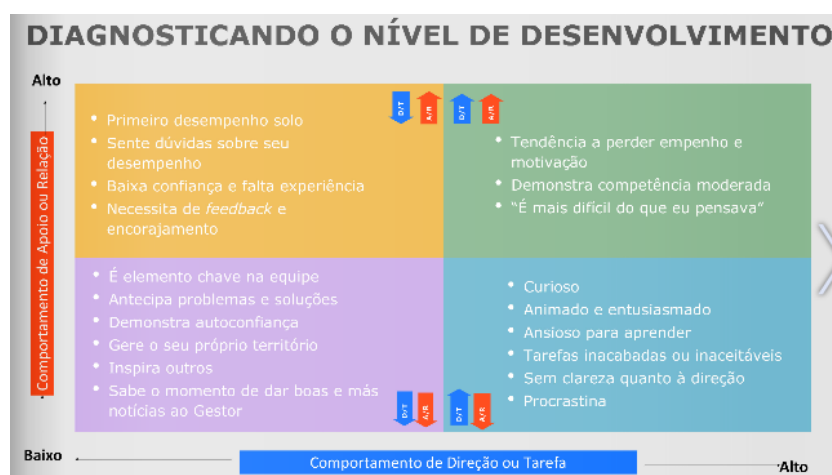 DIAGNOSTICANDO O NÍVEL DE DESENVOLVIMENTO
Alto
Comportamento de Apoio ou Relação
D/T
A/R
D/T
A/R
• Primeiro desempenho solo
• Sente dúvidas sobre seu
desempenho
• Baixa confiança e falta experiência
• Necessita de feedback e
encorajamento
• Tendência a perder empenho e
motivação
• Demonstra competência moderada
• “É mais difícil do que eu pensava”
• É elemento chave na equipe
• Antecipa problemas e soluções
• Demonstra autoconfiança
• Gere o seu próprio território
• Inspira outros
• Sabe o momento de dar boas e más
notícias ao Gestor
D/T
A/R
• Curioso
• Animado e entusiasmado
• Ansioso para aprender
• Tarefas inacabadas ou inaceitáveis
• Sem clareza quanto à direção
• Procrastina
D/T
A/R
Baixo
Comportamento de Direção ou Tarefa
Alto